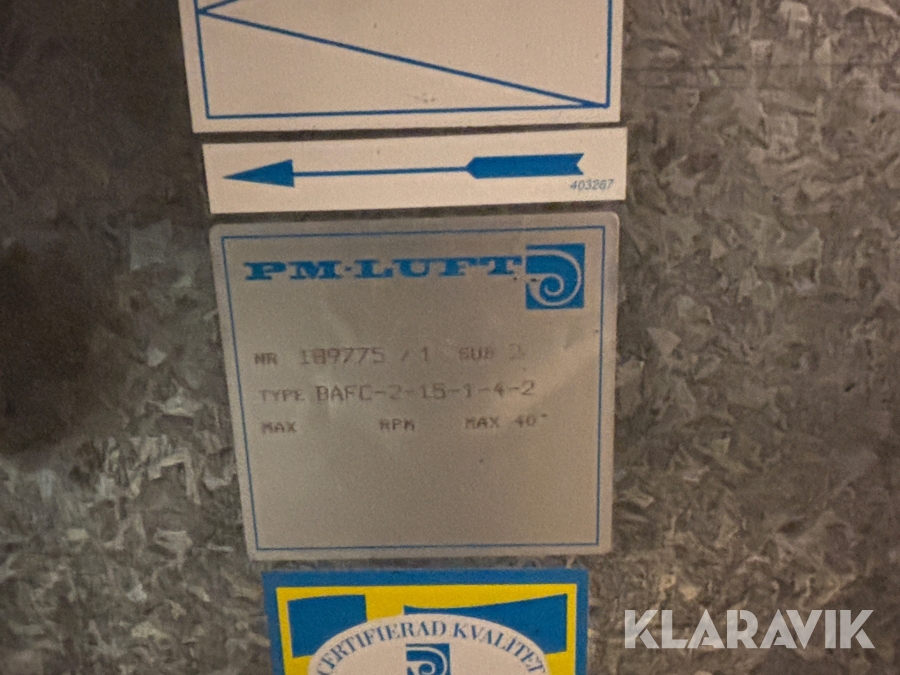 403267
PM-LUFT
NR 189775 / 1 SUB
TYPE BAFC-2-15-1-4-2
MAX RPM MAX 40°
CERTIFIERAD KVALITET
KLARAVIK